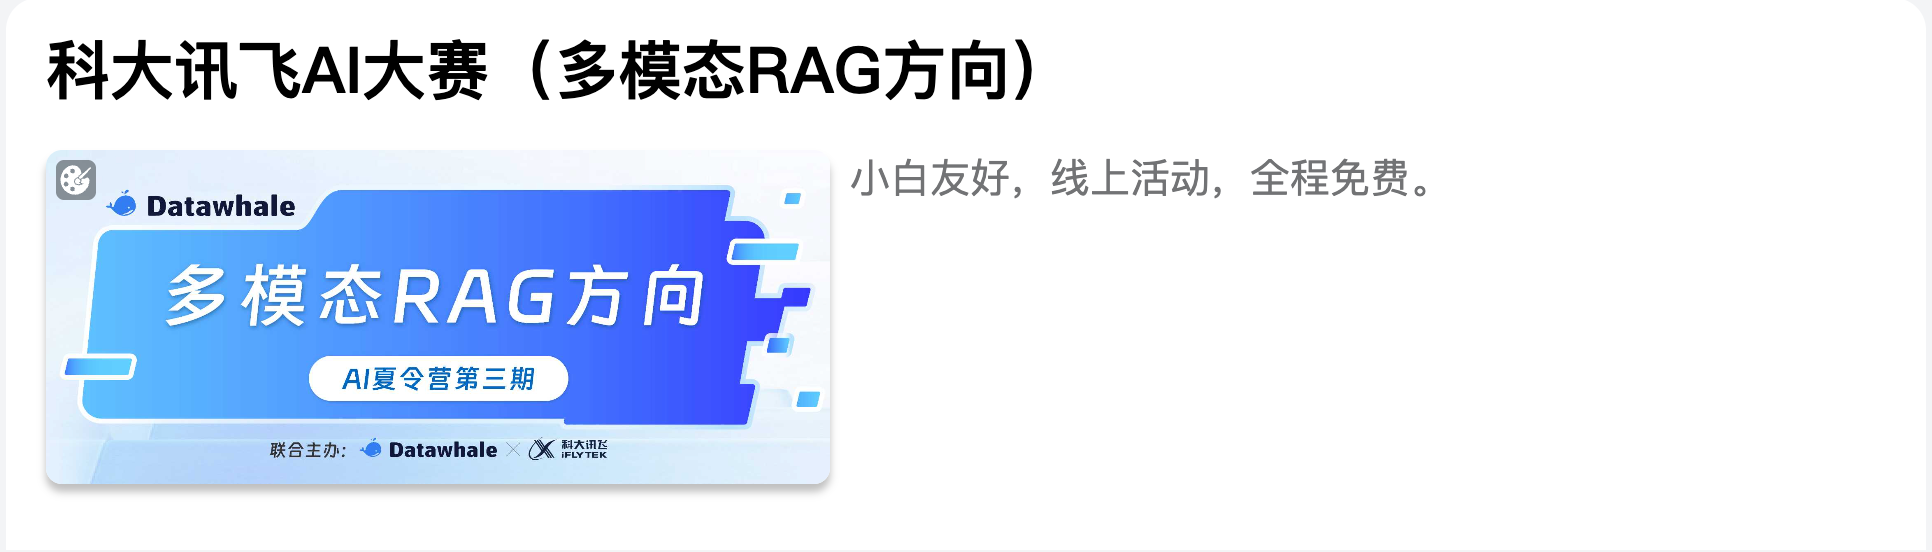 科大讯飞AI大赛（多模态RAG方向）
小白友好，线上活动，全程免费。
Datawhale
多模态RAG方向
AI夏令营第三期
联合主办: Datawhale × 科大讯飞 iFLYTEK